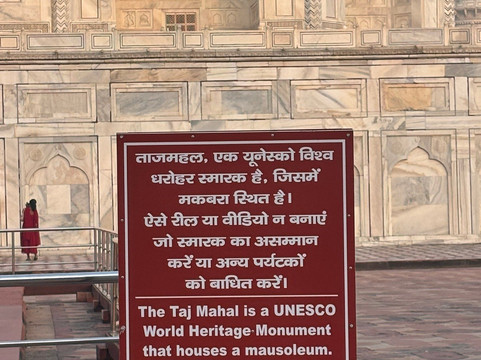 ताजमहल, एक यूनेस्को विश्व
धरोहर स्मारक है, जिसमें
मकबरा स्थित है।
ऐसे रील या वीडियो न बनाएं
जो स्मारक का असम्मान
करें या अन्य पर्यटकों
को बाधित करें।
The Taj Mahal is a UNESCO
World Heritage Monument
that houses a mausoleum.